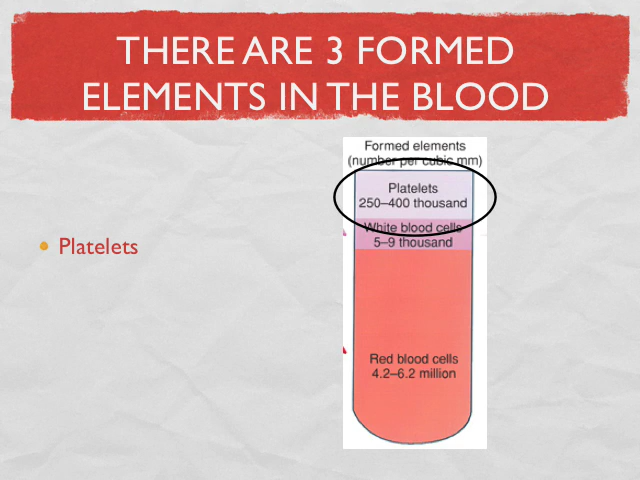 THERE ARE 3 FORMED
ELEMENTS IN THE BLOOD
Platelets
Formed elements
(number per cubic mm)
Platelets
250–400 thousand
White blood cells
5–9 thousand
Red blood cells
4.2–6.2 million